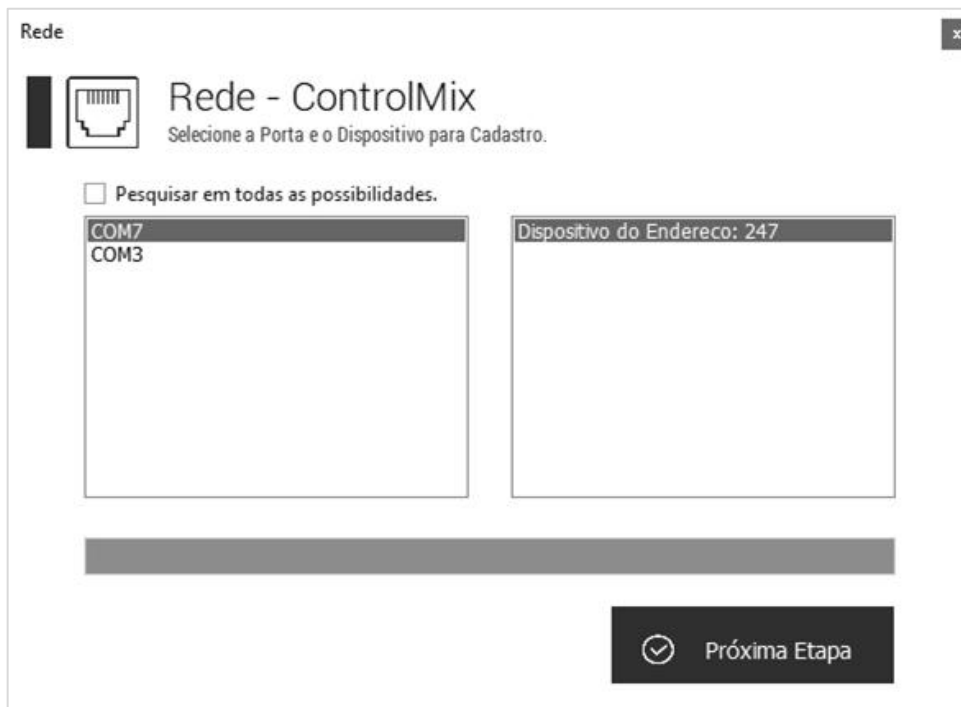 Rede
x
Rede - ControlMix
Selecione a Porta e o Dispositivo para Cadastro.
Pesquisar em todas as possibilidades.
COM7
COM3
Dispositivo do Endereco: 247
Próxima Etapa